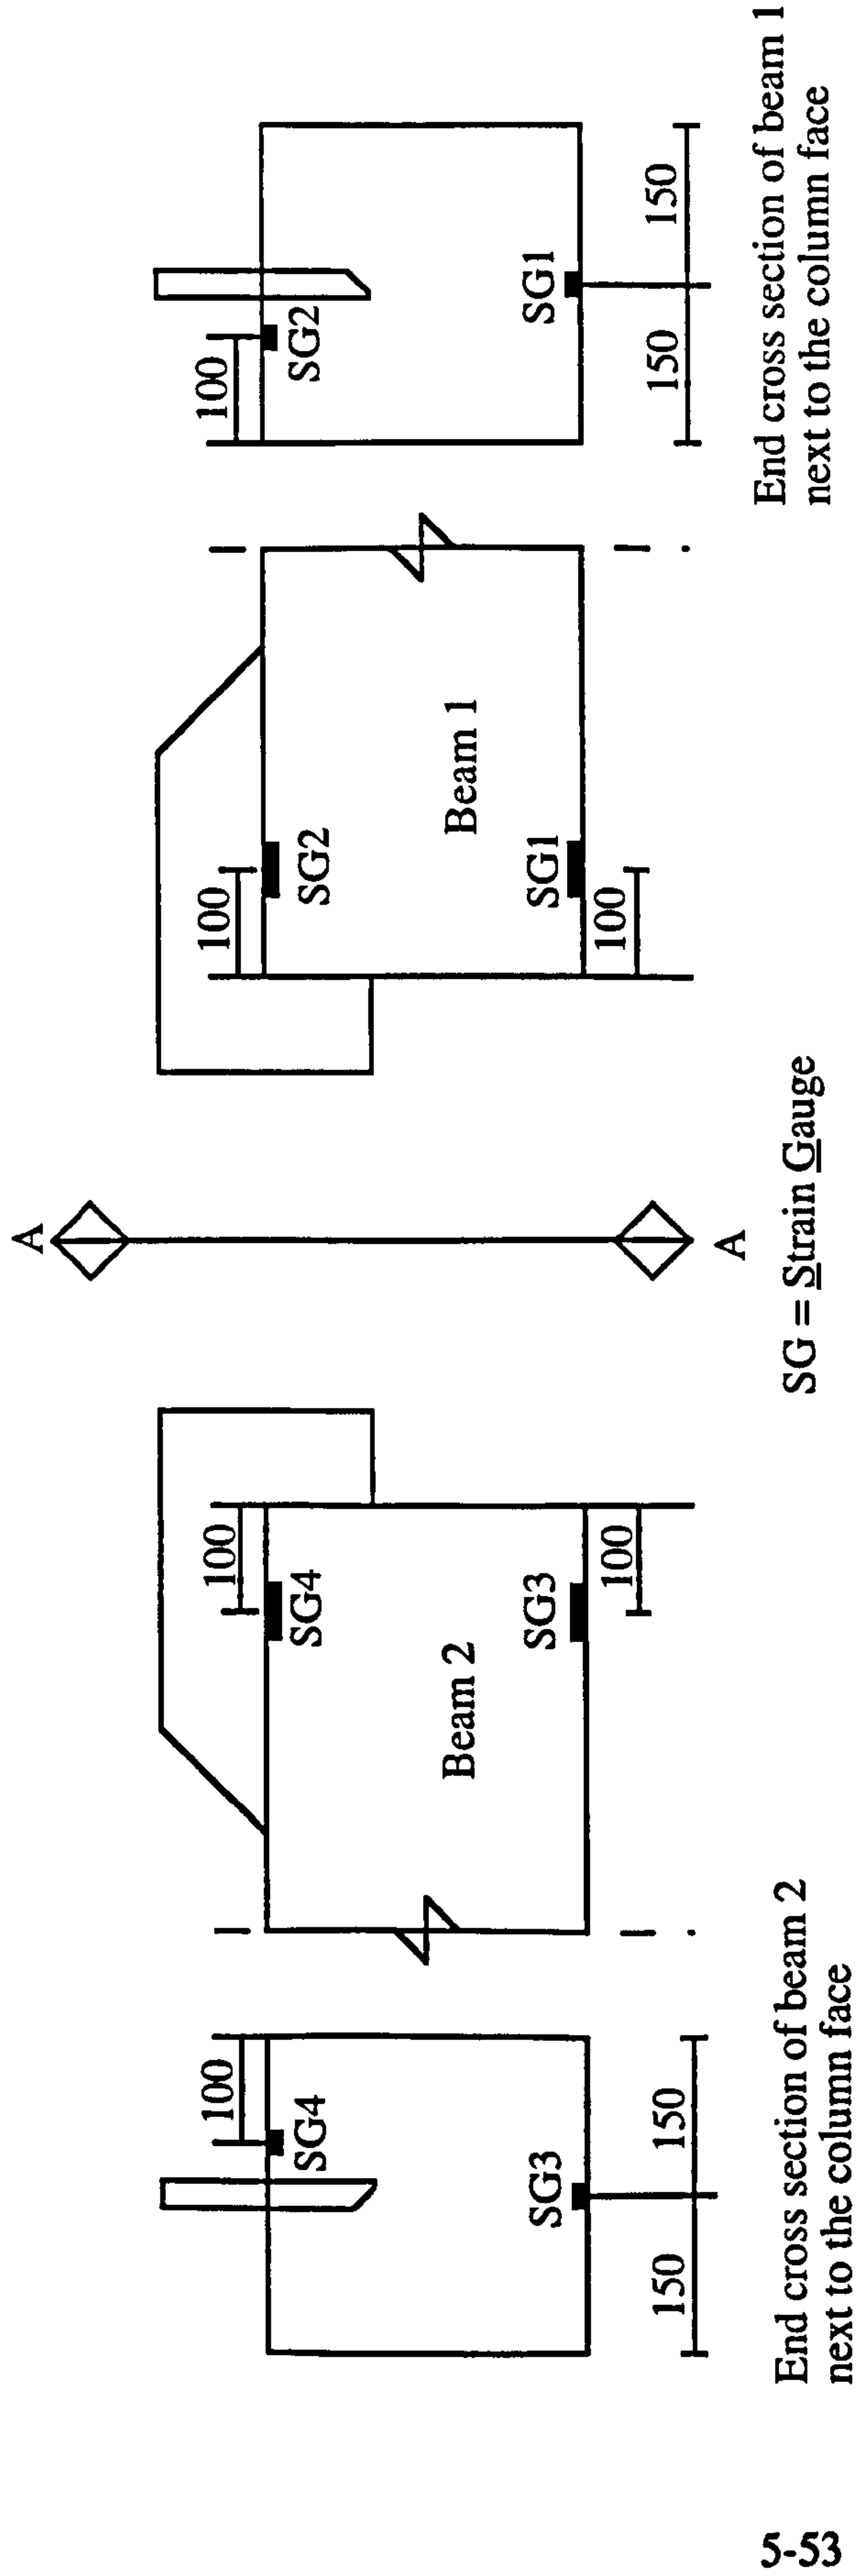 A
100
SG4
150
150
SG3
End cross section of beam 2
next to the column face
100
SG4
Beam 2
SG3
100
A
SG = Strain Gauge
100
SG2
Beam 1
SG1
100
100
SG2
SG1
150
150
End cross section of beam 1
next to the column face
5-53